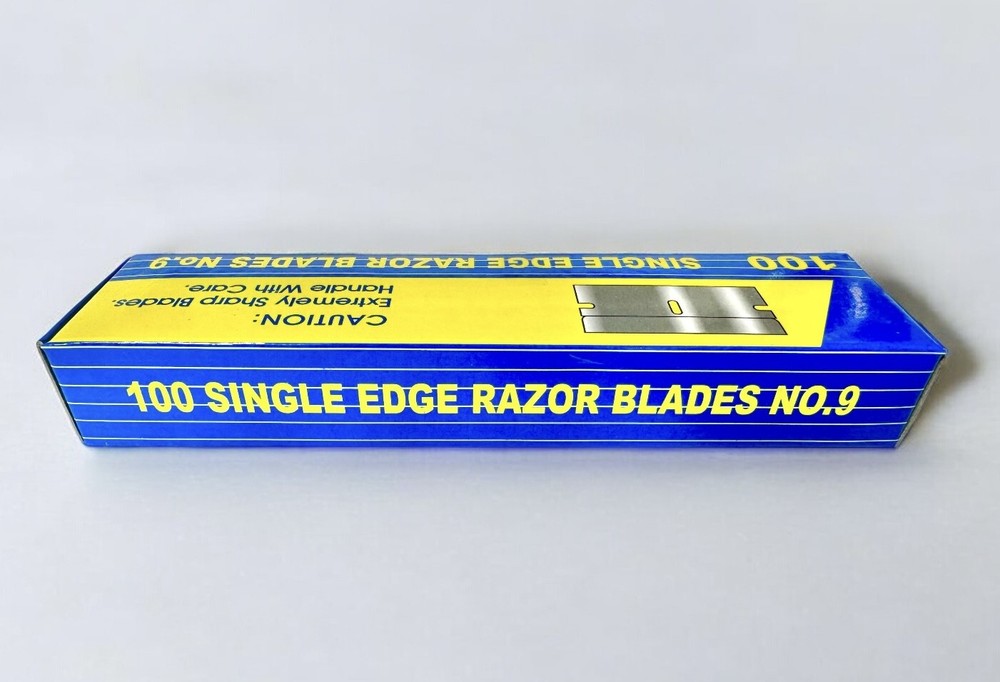 100 SINGLE EDGE RAZOR BLADES No.9
CAUTION:
Extremely Sharp Blades.
Handle With Care.
100 SINGLE EDGE RAZOR BLADES NO.9